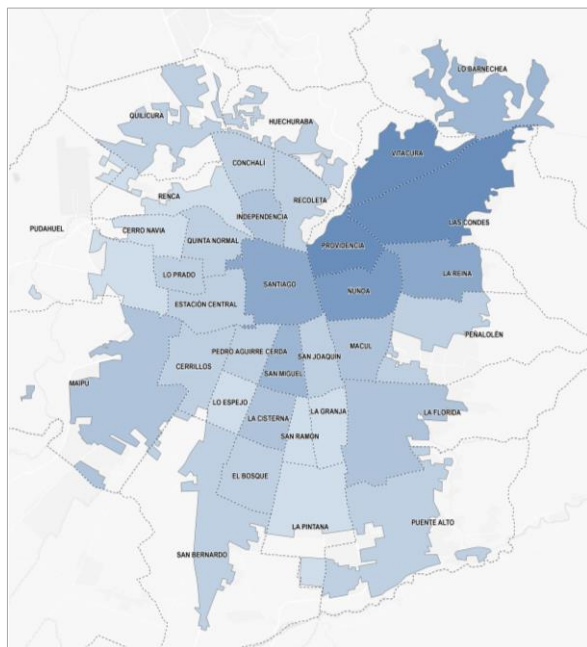 LO BARNECHEA
QUILICURA
HUECHURABA
VITACURA
CONCHALÍ
RENCA
RECOLETA
INDEPENDENCIA
LAS CONDES
PUDAHUEL
CERRO NAVIA
QUINTA NORMAL
PROVIDENCIA
LO PRADO
LA REINA
SANTIAGO
ÑUNOA
ESTACIÓN CENTRAL
PEÑALOLÉN
PEDRO AGUIRRE CERDA
SAN JOAQUÍN
MACUL
CERRILLOS
SAN MIGUEL
MAIPÚ
LO ESPEJO
LA GRANJA
LA CISTERNA
LA FLORIDA
SAN RAMÓN
EL BOSQUE
PUENTE ALTO
LA PINTANA
SAN BERNARDO